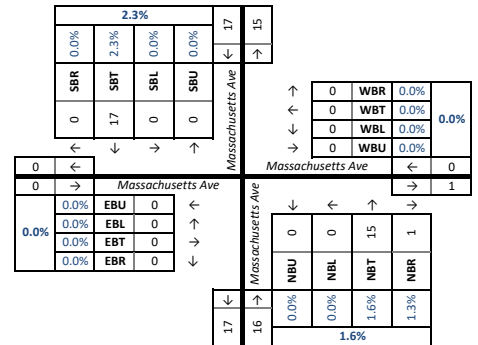 2.3%
17 15
0.0% 2.3% 0.0% 0.0%
↓ ↑
SBR SBT SBL SBU
0 17 0 0
← ↓ → ↑
Massachusetts Ave
↑ 0 WBR 0.0%
← 0 WBT 0.0%
↓ 0 WBL 0.0%
→ 0 WBU 0.0%
0.0%
0 ←
Massachusetts Ave ← 0
0 → Massachusetts Ave
→ 1
0.0%
0.0% EBU 0 ←
0.0% EBL 0 ↑
0.0% EBT 0 →
0.0% EBR 0 ↓
Massachusetts Ave
↓ ← ↑ →
0 0 15 1
NBU NBL NBT NBR
↓ ↑
0.0% 0.0% 1.6% 1.3%
17 16
1.6%